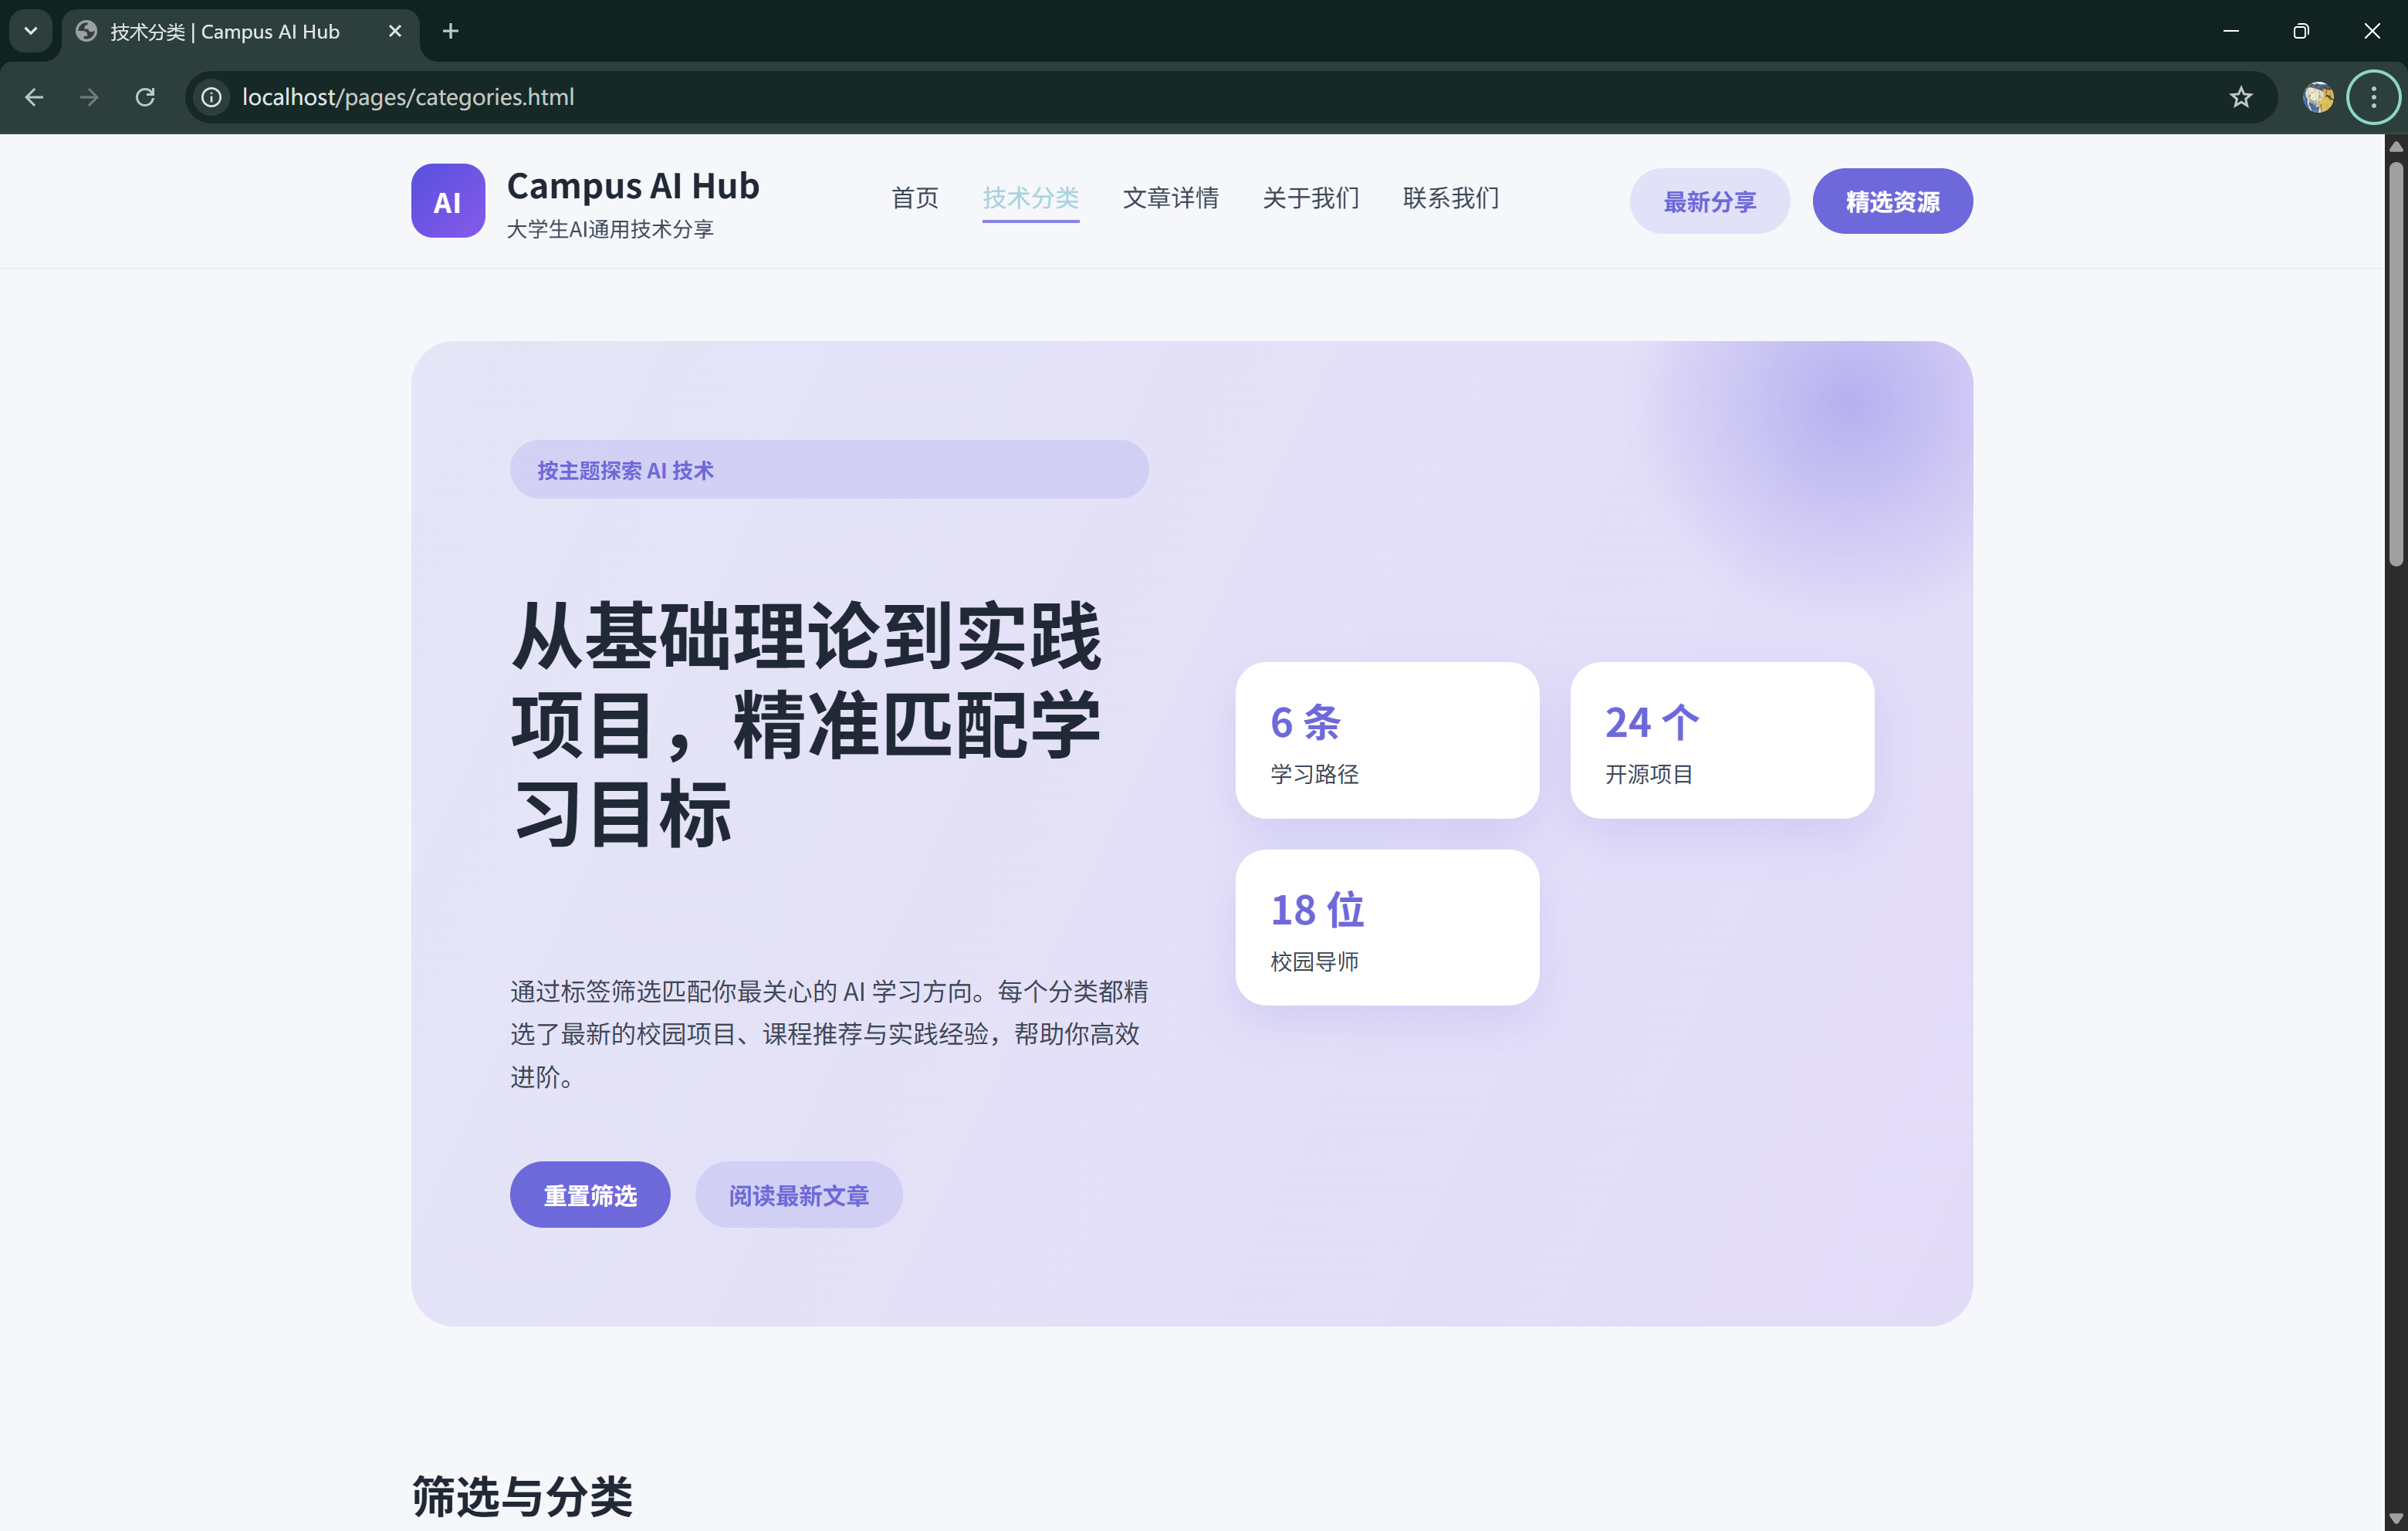 技术分类 | Campus AI Hub
localhost/pages/categories.html
AI
Campus AI Hub
大学生AI通用技术分享
首页
技术分类
文章详情
关于我们
联系我们
最新分享
精选资源
按主题探索 AI 技术
从基础理论到实践
项目，精准匹配学
习目标
通过标签筛选匹配你最关心的 AI 学习方向。每个分类都精
选了最新的校园项目、课程推荐与实践经验，帮助你高效
进阶。
重置筛选
阅读最新文章
6 条
学习路径
24 个
开源项目
18 位
校园导师
筛选与分类